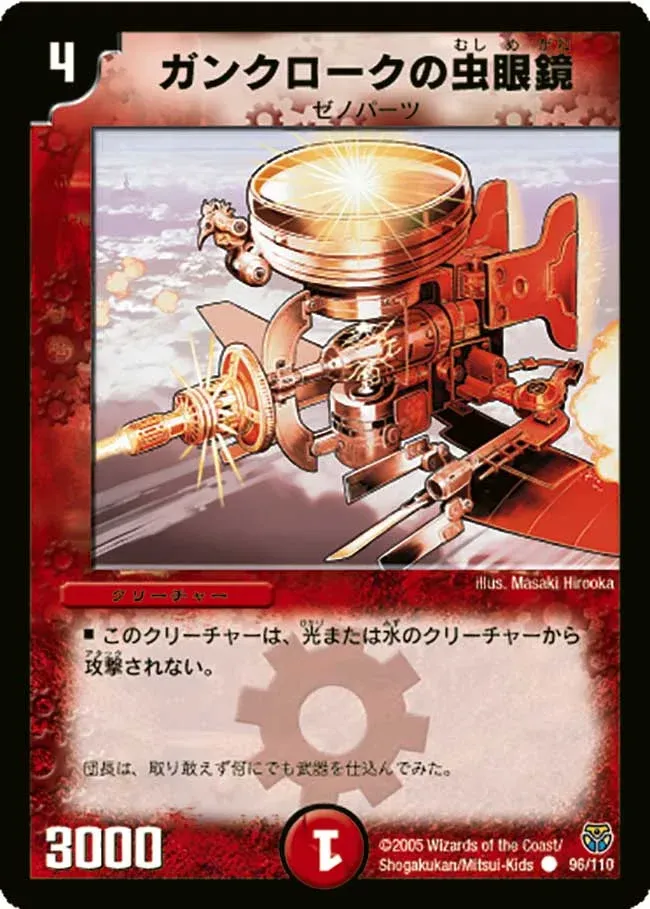 4
むしめがね
ガンクロークの虫眼鏡
ゼノパーツ
illus. Masaki Hirooka
クリーチャー
ひかり みず
■ このクリーチャーは、光または水のクリーチャーから
アタック
攻撃されない。
団長は、取り敢えず何にでも武器を仕込んでみた。
3000
1
©2005 Wizards of the Coast/
Shogakukan/Mitsui-Kids
96/110